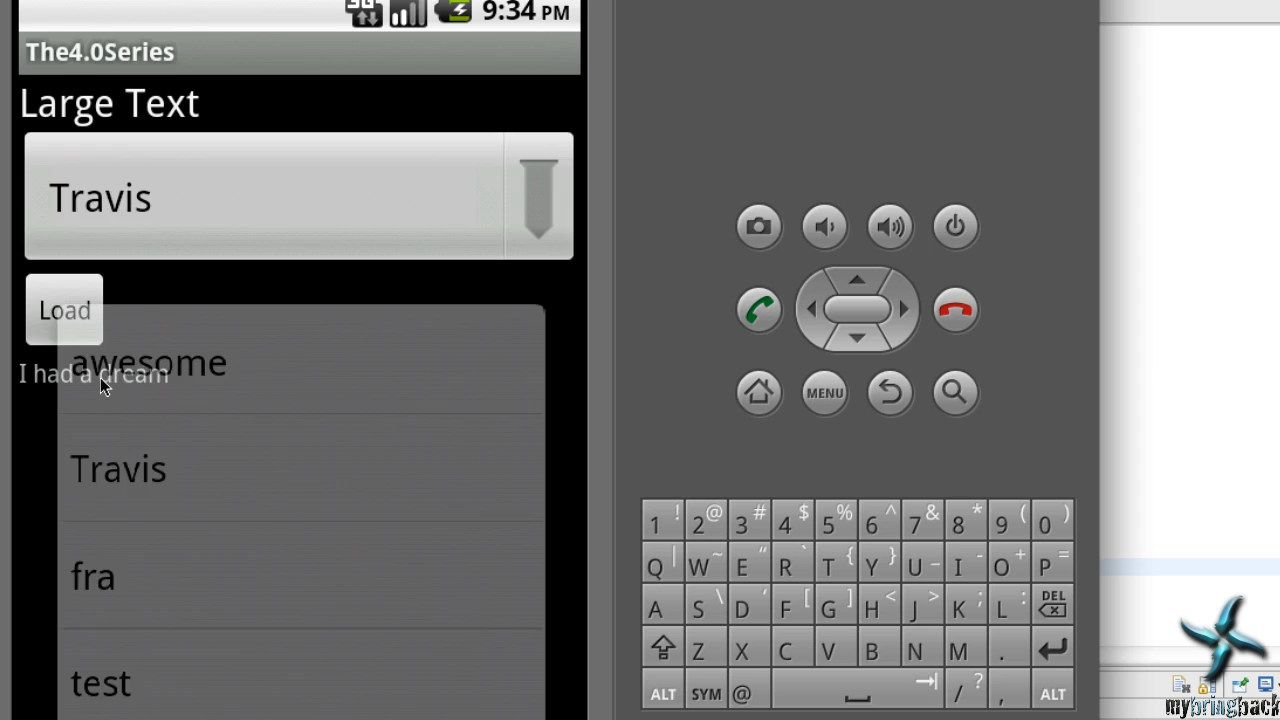 3G 9:34 PM
The4.0Series
Large Text
Travis
Load
awesome
I had a dream
Travis
fra
test
MENU
1 ! 2 @ 3 # 4 $ 5 % 6 ^ 7 & 8 * 9 ( 0 )
Q | W ~ E “ R ` T { Y } U _ I - O + P =
A S \ D ‘ F [ G ] H < J > K ; L : DEL
Z X C V B N M .
ALT SYM @ / ? , ALT
mybringback